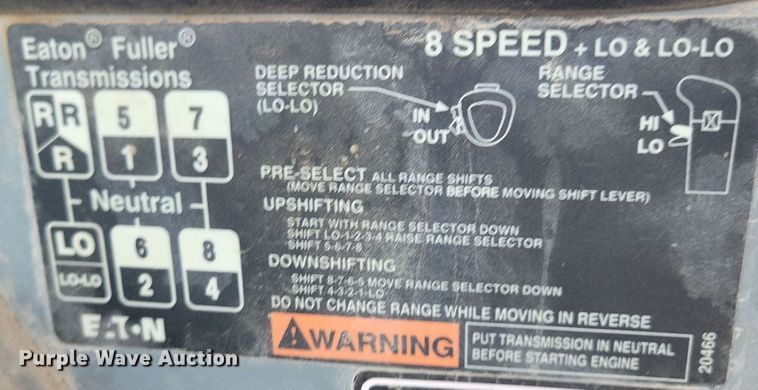 Eaton® Fuller®
Transmissions
8 SPEED + LO & LO-LO
R R 5 7
R 1 3
Neutral
LO 6 8
LO-LO 2 4
E·T·N
DEEP REDUCTION
SELECTOR
(LO-LO)
IN
OUT
RANGE
SELECTOR
HI
LO
PRE-SELECT ALL RANGE SHIFTS
(MOVE RANGE SELECTOR BEFORE MOVING SHIFT LEVER)
UPSHIFTING
START WITH RANGE SELECTOR DOWN
SHIFT LO-1-2-3-4 RAISE RANGE SELECTOR
SHIFT 5-6-7-8
DOWNSHIFTING
SHIFT 8-7-6-5 MOVE RANGE SELECTOR DOWN
SHIFT 4-3-2-1-LO
DO NOT CHANGE RANGE WHILE MOVING IN REVERSE
WARNING
PUT TRANSMISSION IN NEUTRAL
BEFORE STARTING ENGINE
20466
Purple Wave Auction